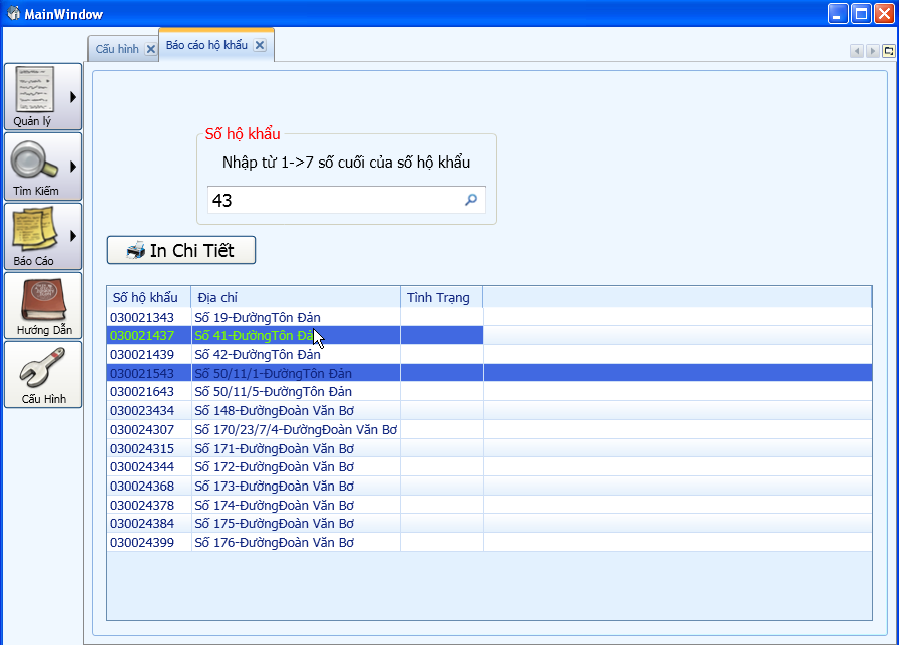 MainWindow
Cấu hình
Báo cáo hộ khẩu
Quản lý
Tìm Kiếm
Báo Cáo
Hướng Dẫn
Cấu Hình
Số hộ khẩu
Nhập từ 1->7 số cuối của số hộ khẩu
43
In Chi Tiết
Số hộ khẩu Địa chỉ Tình Trạng
030021343 Số 19-ĐườngTôn Đản
030021437 Số 41-ĐườngTôn
030021439 Số 42-ĐườngTôn Đản
030021543 Số 50/11/1-ĐườngTôn Đản
030021643 Số 50/11/5-ĐườngTôn Đản
030023434 Số 148-ĐườngĐoàn Văn Bơ
030024307 Số 170/23/7/4-ĐườngĐoàn Văn Bơ
030024315 Số 171-ĐườngĐoàn Văn Bơ
030024344 Số 172-ĐườngĐoàn Văn Bơ
030024368 Số 173-ĐườngĐoàn Văn Bơ
030024378 Số 174-ĐườngĐoàn Văn Bơ
030024384 Số 175-ĐườngĐoàn Văn Bơ
030024399 Số 176-ĐườngĐoàn Văn Bơ